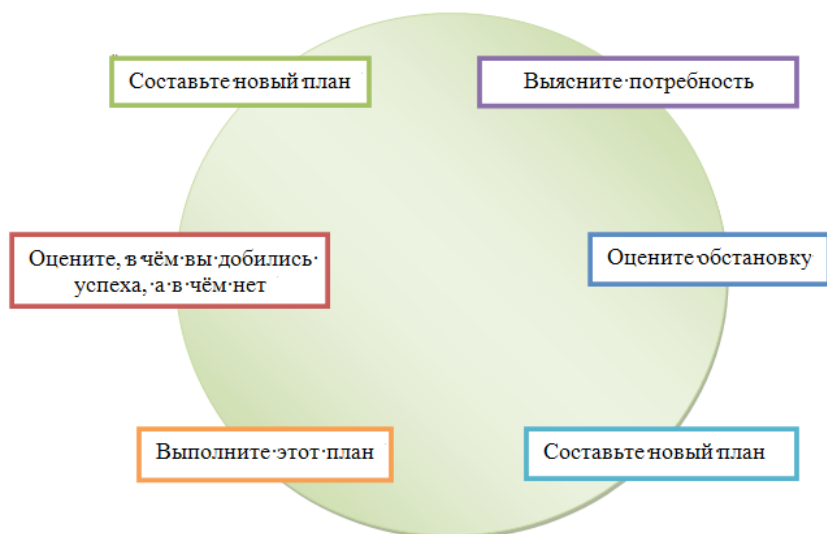 Составьте новый план
Выясните потребность
Оцените, в чём вы добились
успеха, а в чём нет
Оцените обстановку
Выполните этот план
Составьте новый план